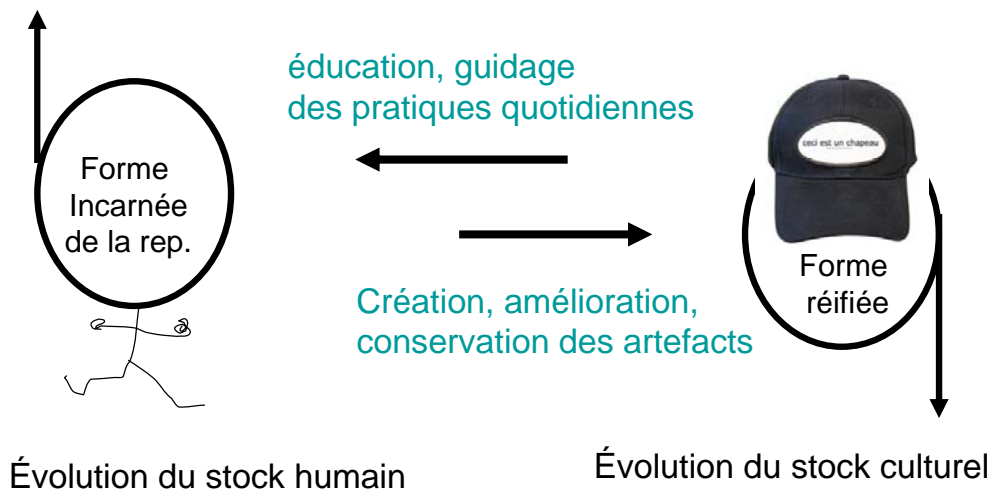 éducation, guidage
des pratiques quotidiennes
ceci est un chapeau
Forme
Incarnée
de la rep.
Forme
réifiée
Création, amélioration,
conservation des artefacts
Évolution du stock humain
Évolution du stock culturel